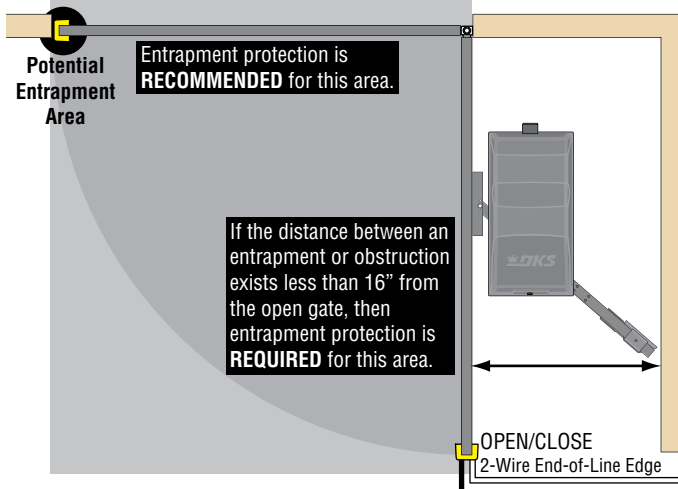 Potential
Entrapment
Area
Entrapment protection is
RECOMMENDED for this area.
If the distance between an
entrapment or obstruction
exists less than 16” from
the open gate, then
entrapment protection is
REQUIRED for this area.
DKS
OPEN/CLOSE
2-Wire End-of-Line Edge